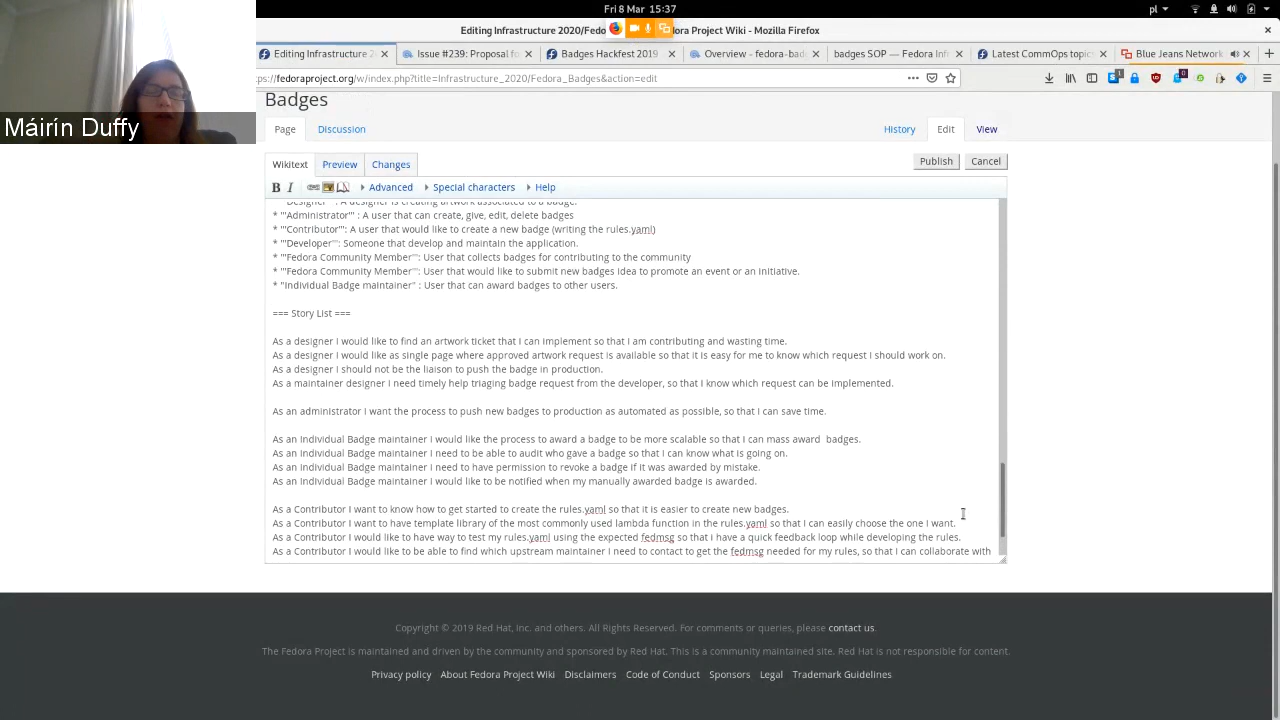 Fri 8 Mar 15:37
pl
Editing Infrastructure 2020/Fedo ora Project Wiki - Mozilla Firefox
Editing Infrastructure 20
Issue #239: Proposal fo
Badges Hackfest 2019
Overview - fedora-bad
badges SOP — Fedora Inf
Latest CommOps topics
Blue Jeans Network
ps://fedoraproject.org/w/index.php?title=Infrastructure_2020/Fedora_Badges&action=edit
1
0
Máirín Duffy
Badges
Page
Discussion
History
Edit
View
Wikitext
Preview
Changes
Publish
Cancel
B I
Advanced
Special characters
Help
* '''Designer''' : A designer is creating artwork associated to a badge.
* '''Administrator''' : A user that can create, give, edit, delete badges
* '''Contributor''': A user that would like to create a new badge (writing the rules.yaml)
* '''Developer''': Someone that develop and maintain the application.
* '''Fedora Community Member''': User that collects badges for contributing to the community
* '''Fedora Community Member''': User that would like to submit new badges idea to promote an event or an initiative.
* "Individual Badge maintainer" : User that can award badges to other users.
=== Story List ===
As a designer I would like to find an artwork ticket that I can implement so that I am contributing and wasting time.
As a designer I would like as single page where approved artwork request is available so that it is easy for me to know which request I should work on.
As a designer I should not be the liaison to push the badge in production.
As a maintainer designer I need timely help triaging badge request from the developer, so that I know which request can be implemented.
As an administrator I want the process to push new badges to production as automated as possible, so that I can save time.
As an Individual Badge maintainer I would like the process to award a badge to be more scalable so that I can mass award  badges.
As an Individual Badge maintainer I need to be able to audit who gave a badge so that I can know what is going on.
As an Individual Badge maintainer I need to have permission to revoke a badge if it was awarded by mistake.
As an Individual Badge maintainer I would like to be notified when my manually awarded badge is awarded.
As a Contributor I want to know how to get started to create the rules.yaml so that it is easier to create new badges.
As a Contributor I want to have template library of the most commonly used lambda function in the rules.yaml so that I can easily choose the one I want.
As a Contributor I would like to have way to test my rules.yaml using the expected fedmsg so that i have a quick feedback loop while developing the rules.
As a Contributor I would like to be able to find which upstream maintainer I need to contact to get the fedmsg needed for my rules, so that I can collaborate with
Copyright © 2019 Red Hat, Inc. and others. All Rights Reserved. For comments or queries, please contact us.
The Fedora Project is maintained and driven by the community and sponsored by Red Hat. This is a community maintained site. Red Hat is not responsible for content.
Privacy policy
About Fedora Project Wiki
Disclaimers
Code of Conduct
Sponsors
Legal
Trademark Guidelines